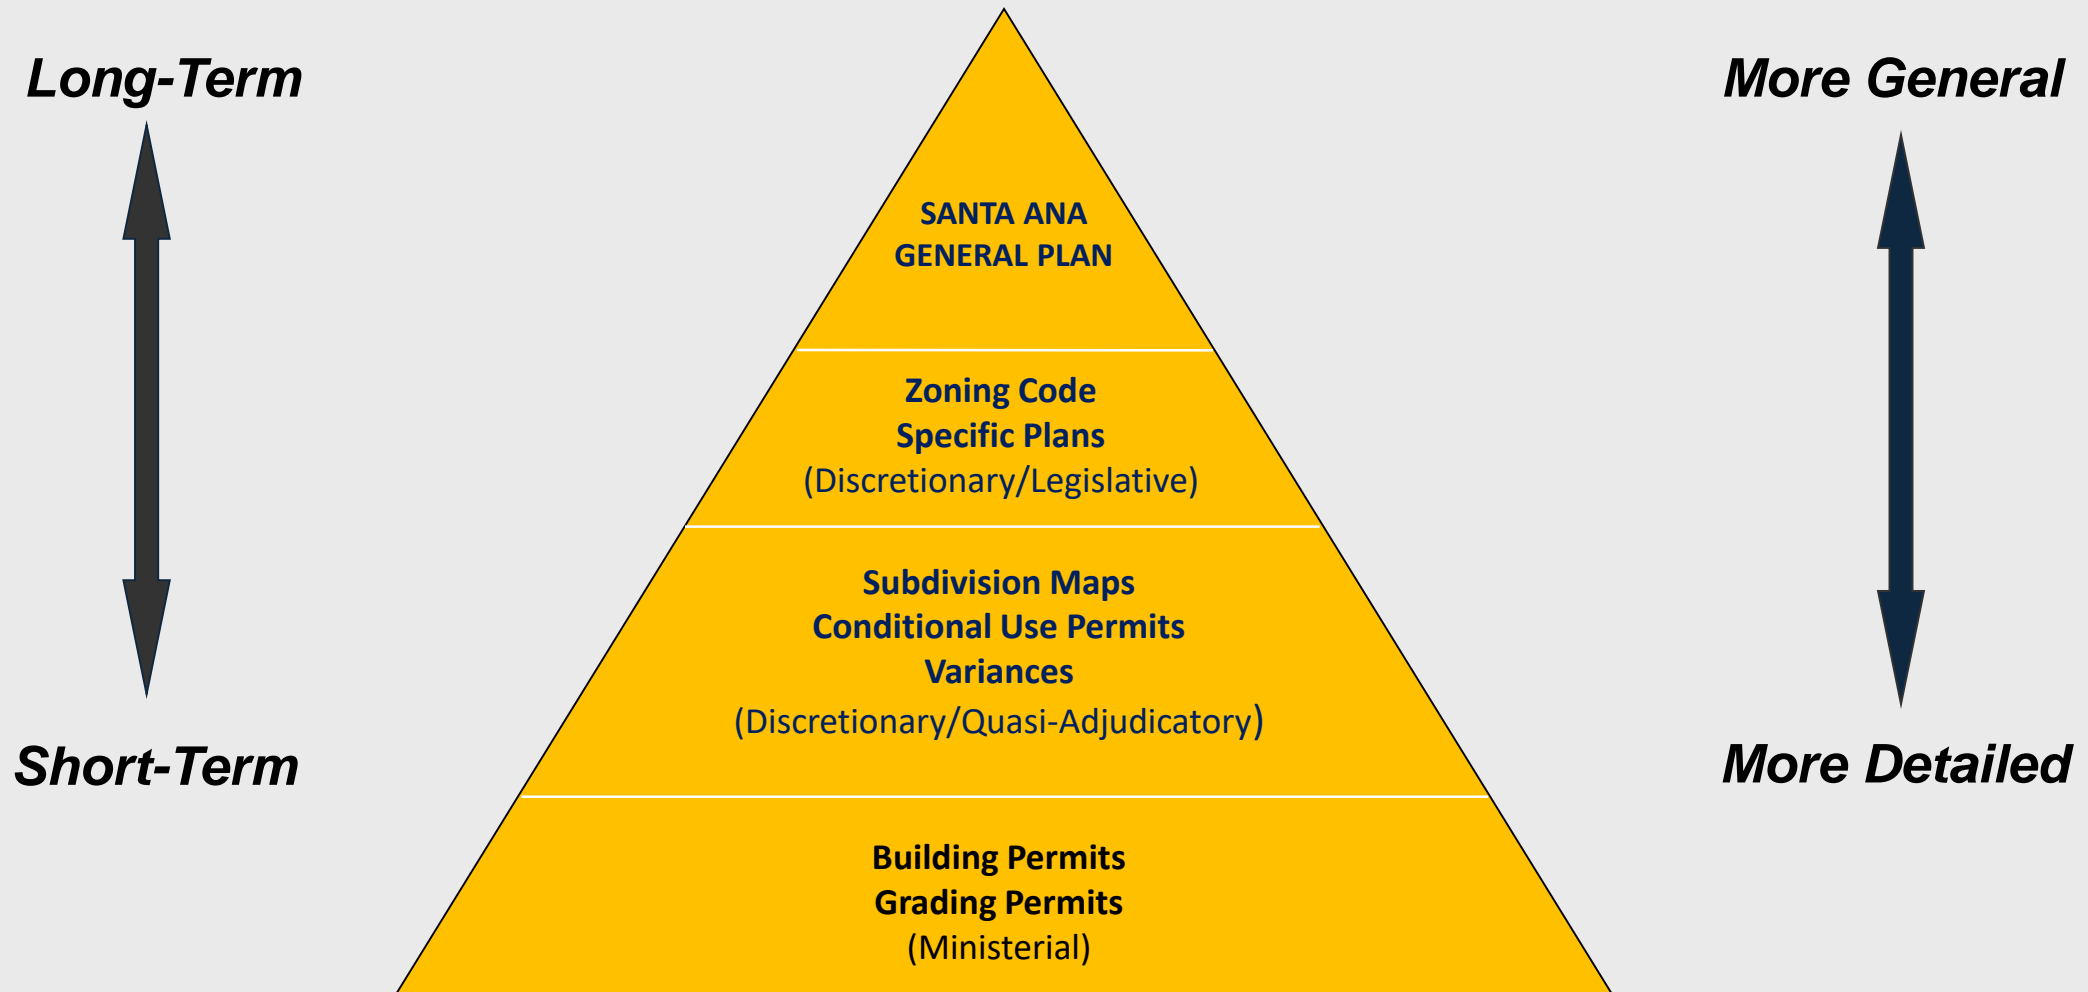 Long-Term
More General
SANTA ANA
GENERAL PLAN
Zoning Code
Specific Plans
(Discretionary/Legislative)
Subdivision Maps
Conditional Use Permits
Variances
(Discretionary/Quasi-Adjudicatory)
Short-Term
More Detailed
Building Permits
Grading Permits
(Ministerial)